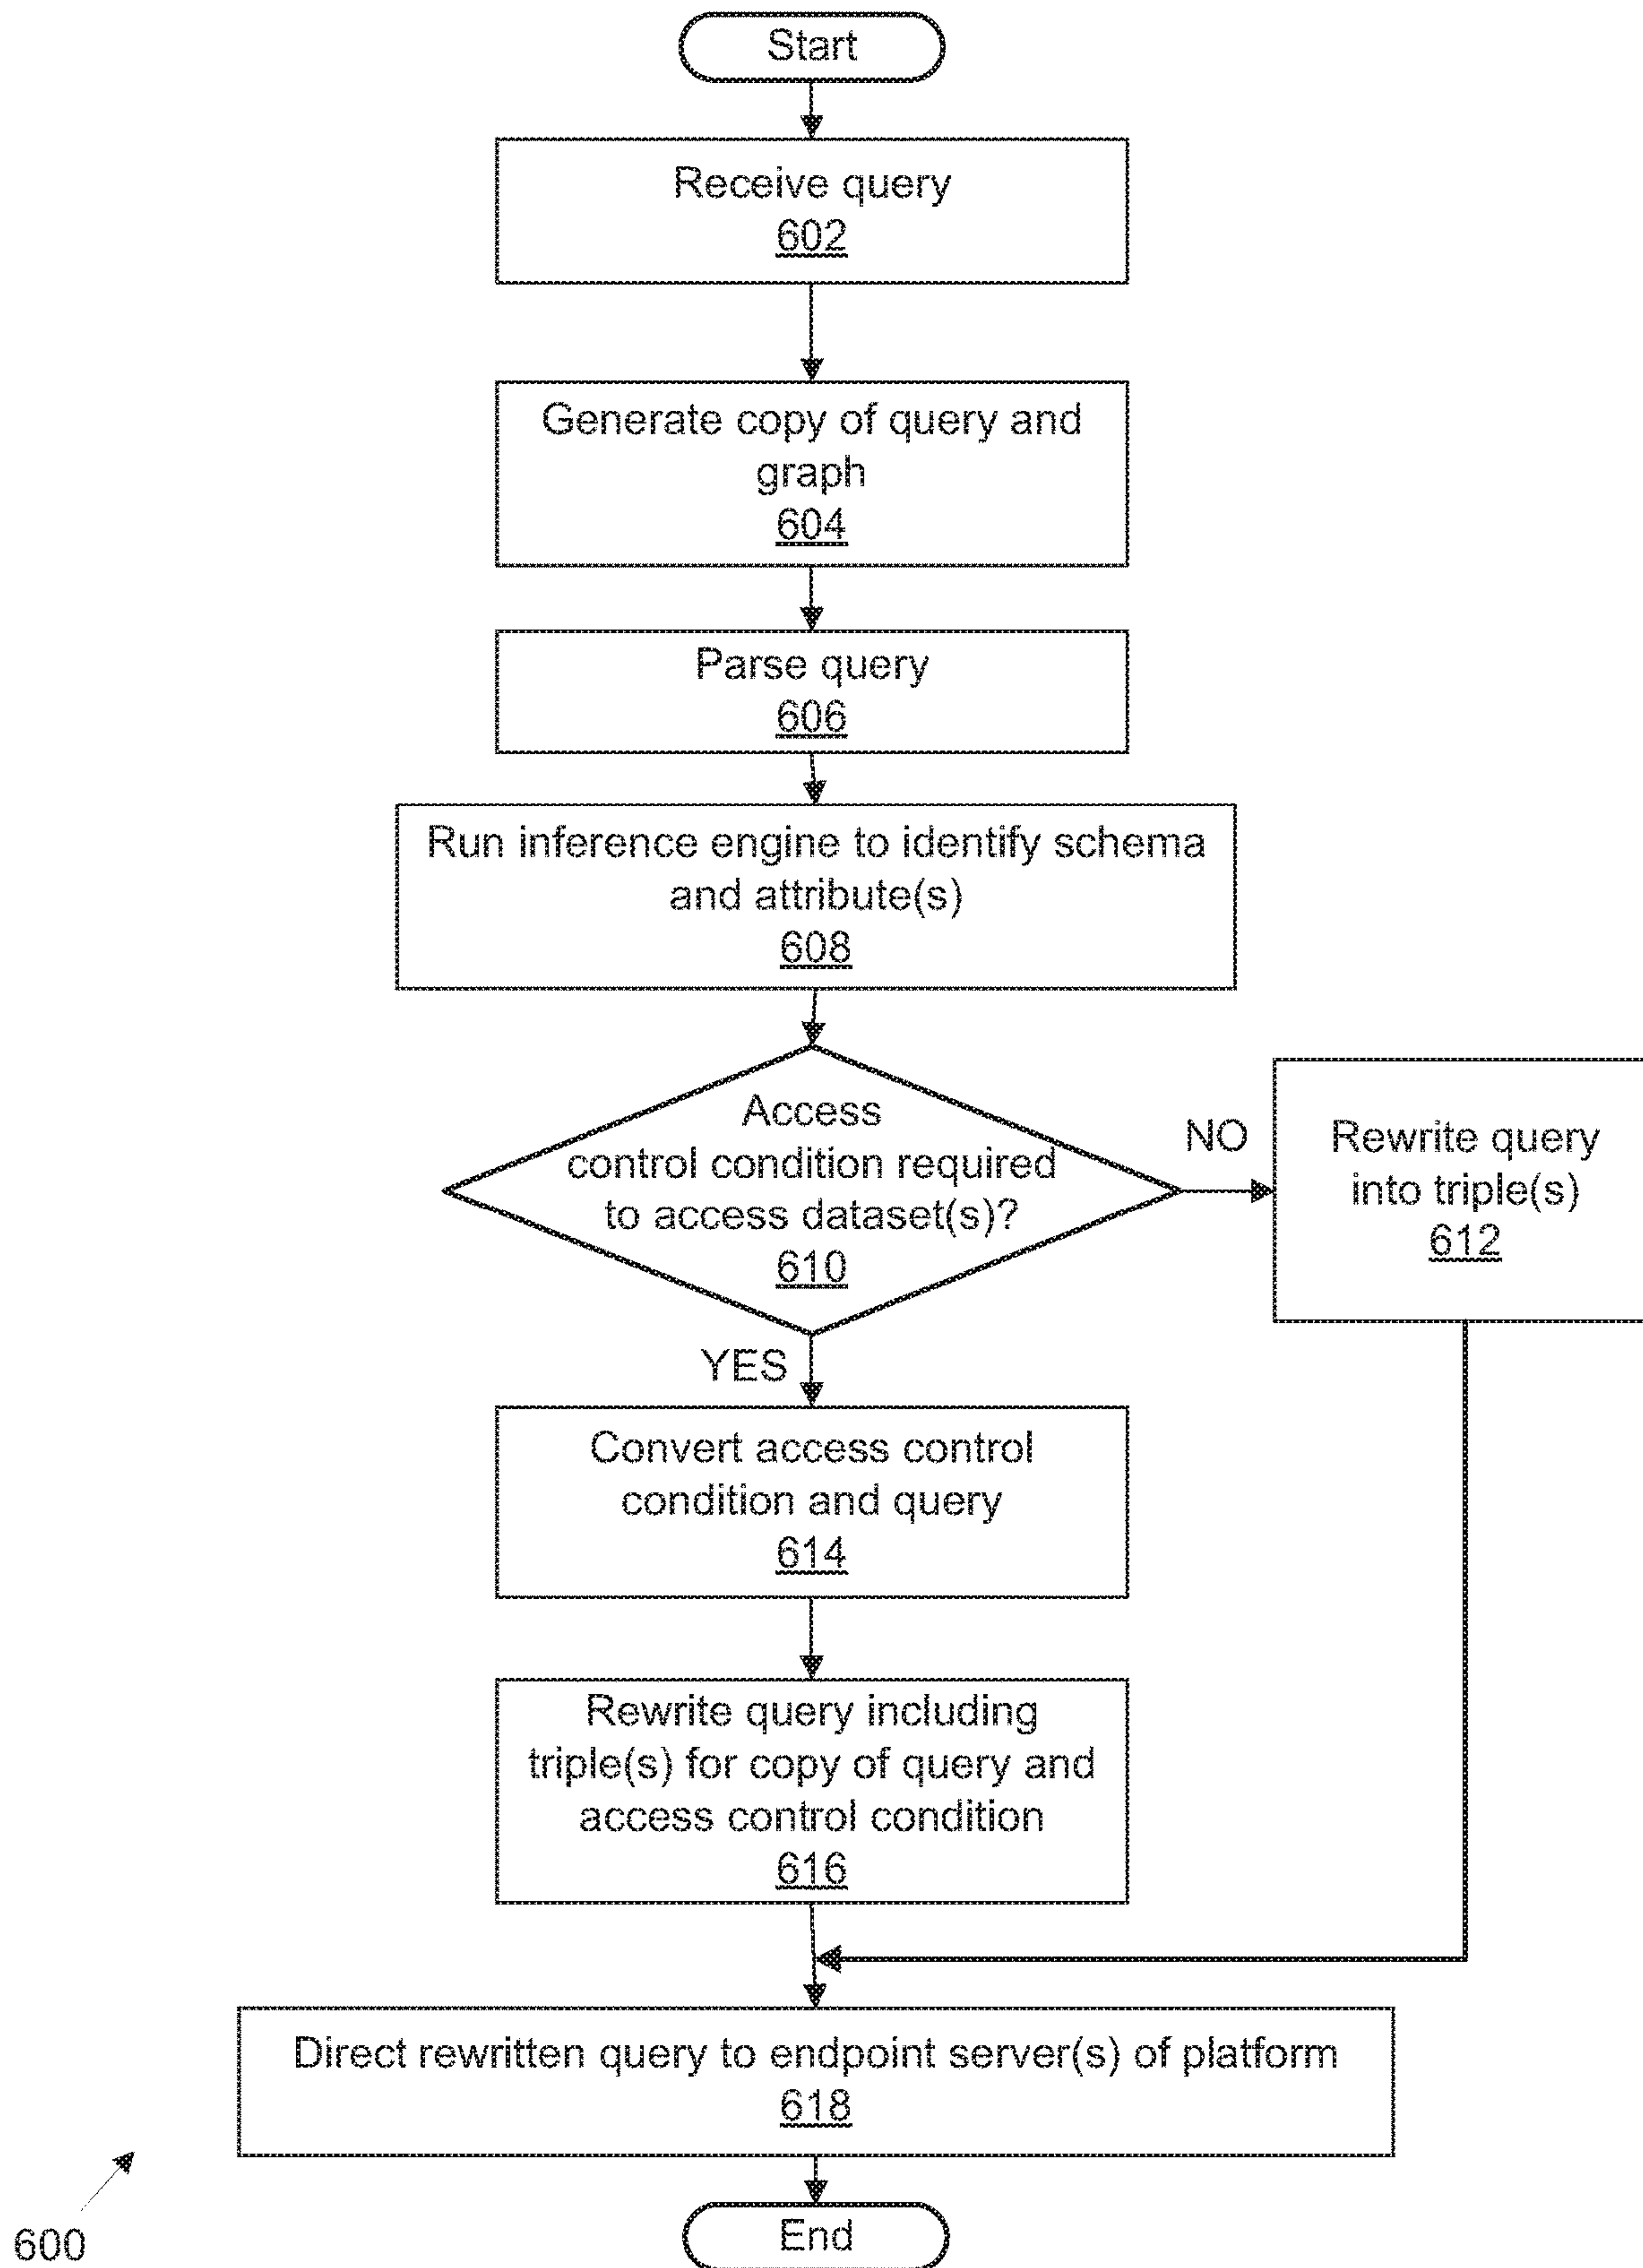 Start
Receive query
602
Generate copy of query and
graph
604
Parse query
606
Run inference engine to identify schema
and attribute(s)
608
Access
control condition required
to access dataset(s)?
610
NO
Rewrite query
into triple(s)
612
YES
Convert access control
condition and query
614
Rewrite query including
triple(s) for copy of query and
access control condition
616
Direct rewritten query to endpoint server(s) of platform
618
End
600